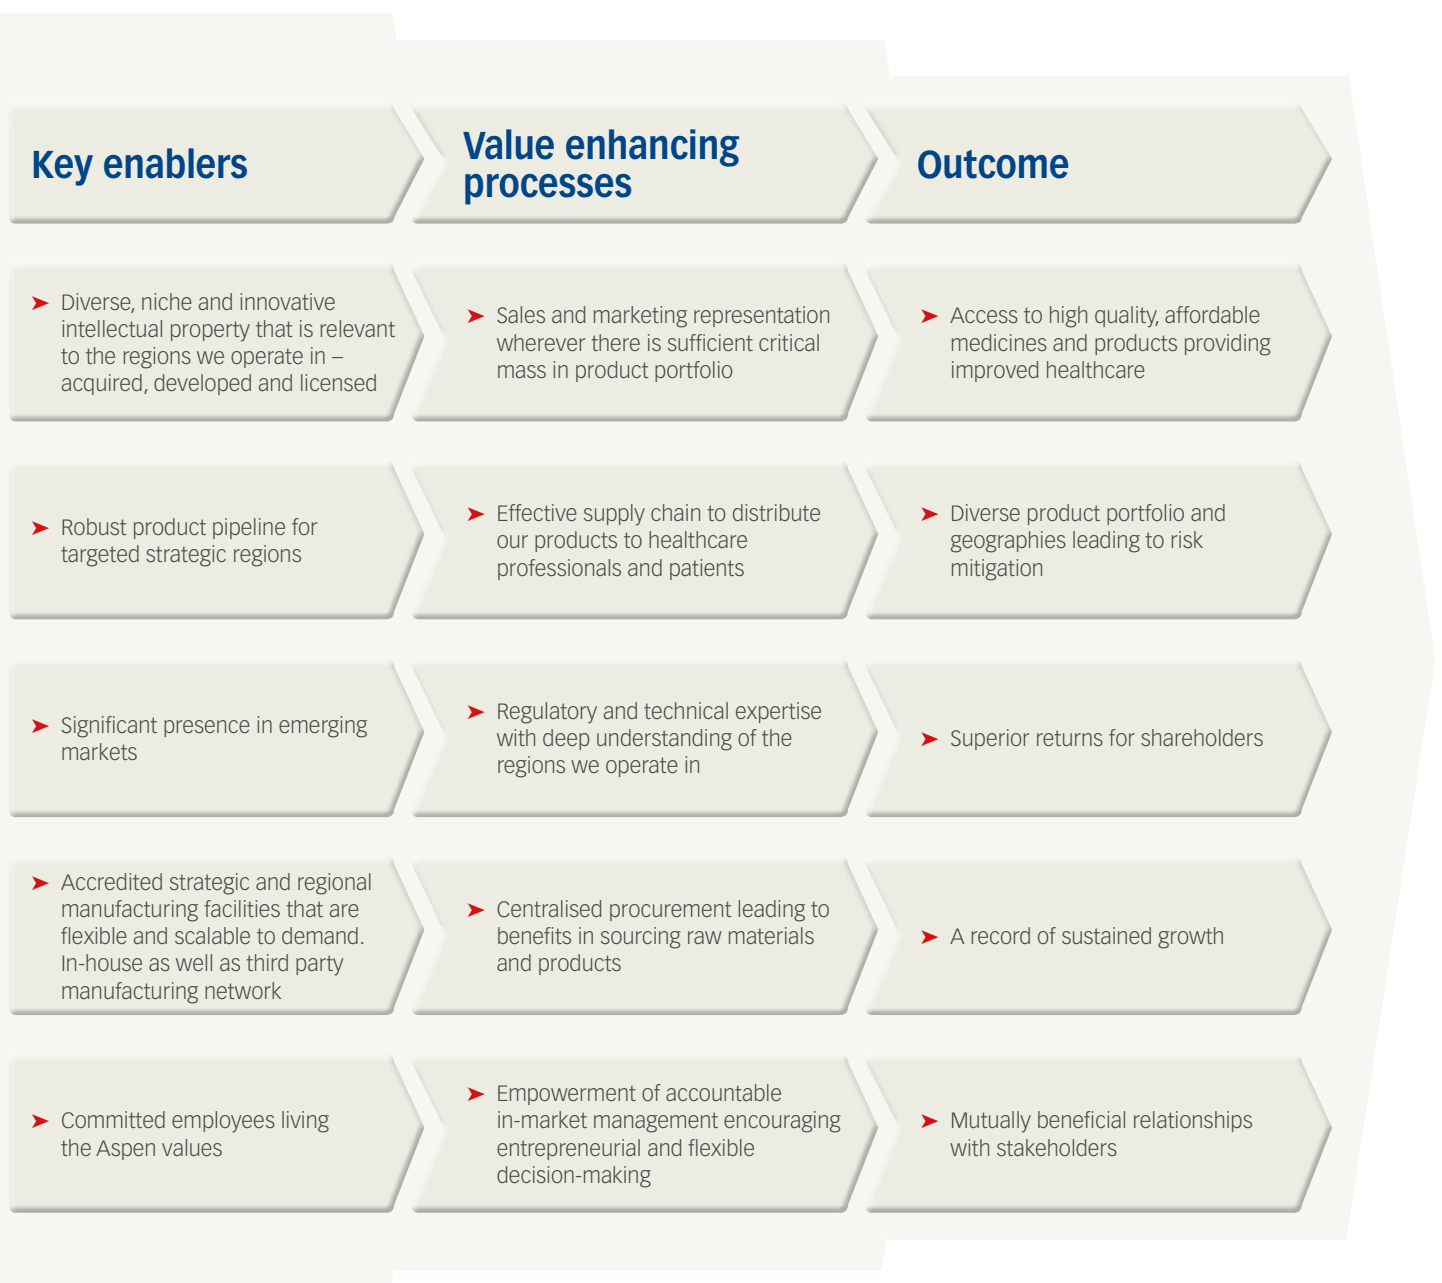 Key enablers
Value enhancing
processes
Outcome
➤ Diverse, niche and innovative
intellectual property that is relevant
to the regions we operate in –
acquired, developed and licensed
➤ Sales and marketing representation
wherever there is sufficient critical
mass in product portfolio
➤ Access to high quality, affordable
medicines and products providing
improved healthcare
➤ Robust product pipeline for
targeted strategic regions
➤ Effective supply chain to distribute
our products to healthcare
professionals and patients
➤ Diverse product portfolio and
geographies leading to risk
mitigation
➤ Significant presence in emerging
markets
➤ Regulatory and technical expertise
with deep understanding of the
regions we operate in
➤ Superior returns for shareholders
➤ Accredited strategic and regional
manufacturing facilities that are
flexible and scalable to demand.
In-house as well as third party
manufacturing network
➤ Centralised procurement leading to
benefits in sourcing raw materials
and products
➤ A record of sustained growth
➤ Committed employees living
the Aspen values
➤ Empowerment of accountable
in-market management encouraging
entrepreneurial and flexible
decision-making
➤ Mutually beneficial relationships
with stakeholders